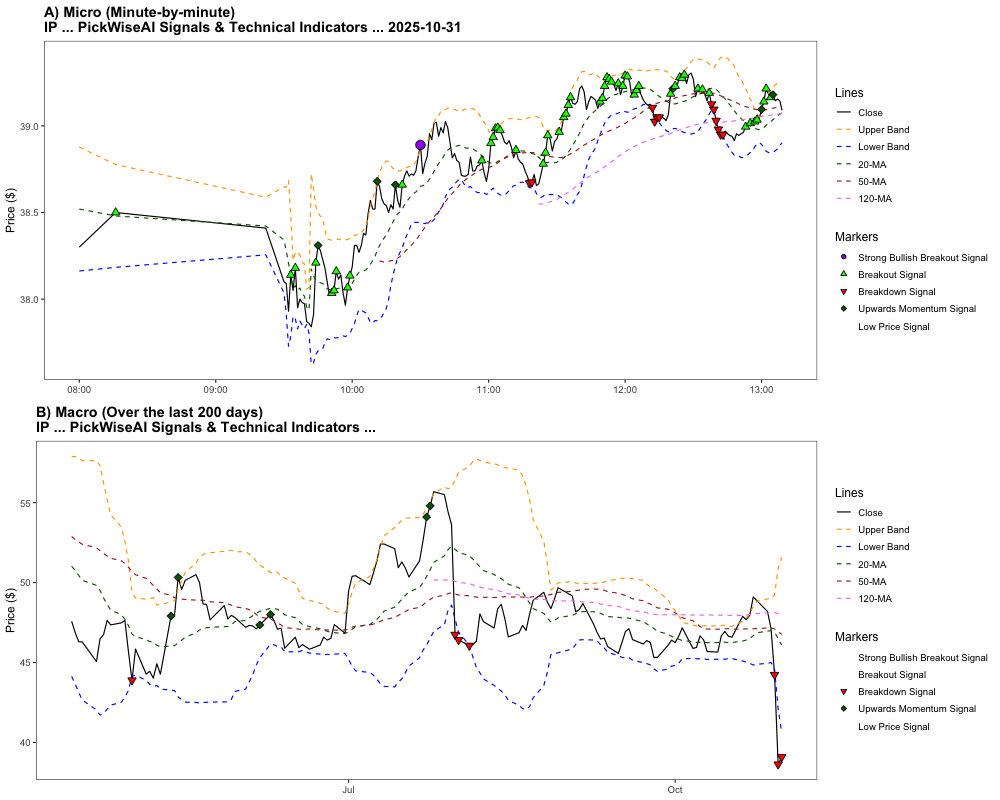 A) Micro (Minute-by-minute)
IP ... PickWiseAI Signals & Technical Indicators ... 2025-10-31
Price ($)
39.0
38.5
38.0
08:00
09:00
10:00
11:00
12:00
13:00
Lines
Close
Upper Band
Lower Band
20-MA
50-MA
120-MA
Markers
Strong Bullish Breakout Signal
Breakout Signal
Breakdown Signal
Upwards Momentum Signal
Low Price Signal
B) Macro (Over the last 200 days)
IP ... PickWiseAI Signals & Technical Indicators ...
Price ($)
55
50
45
40
Jul
Oct
Lines
Close
Upper Band
Lower Band
20-MA
50-MA
120-MA
Markers
Strong Bullish Breakout Signal
Breakout Signal
Breakdown Signal
Upwards Momentum Signal
Low Price Signal